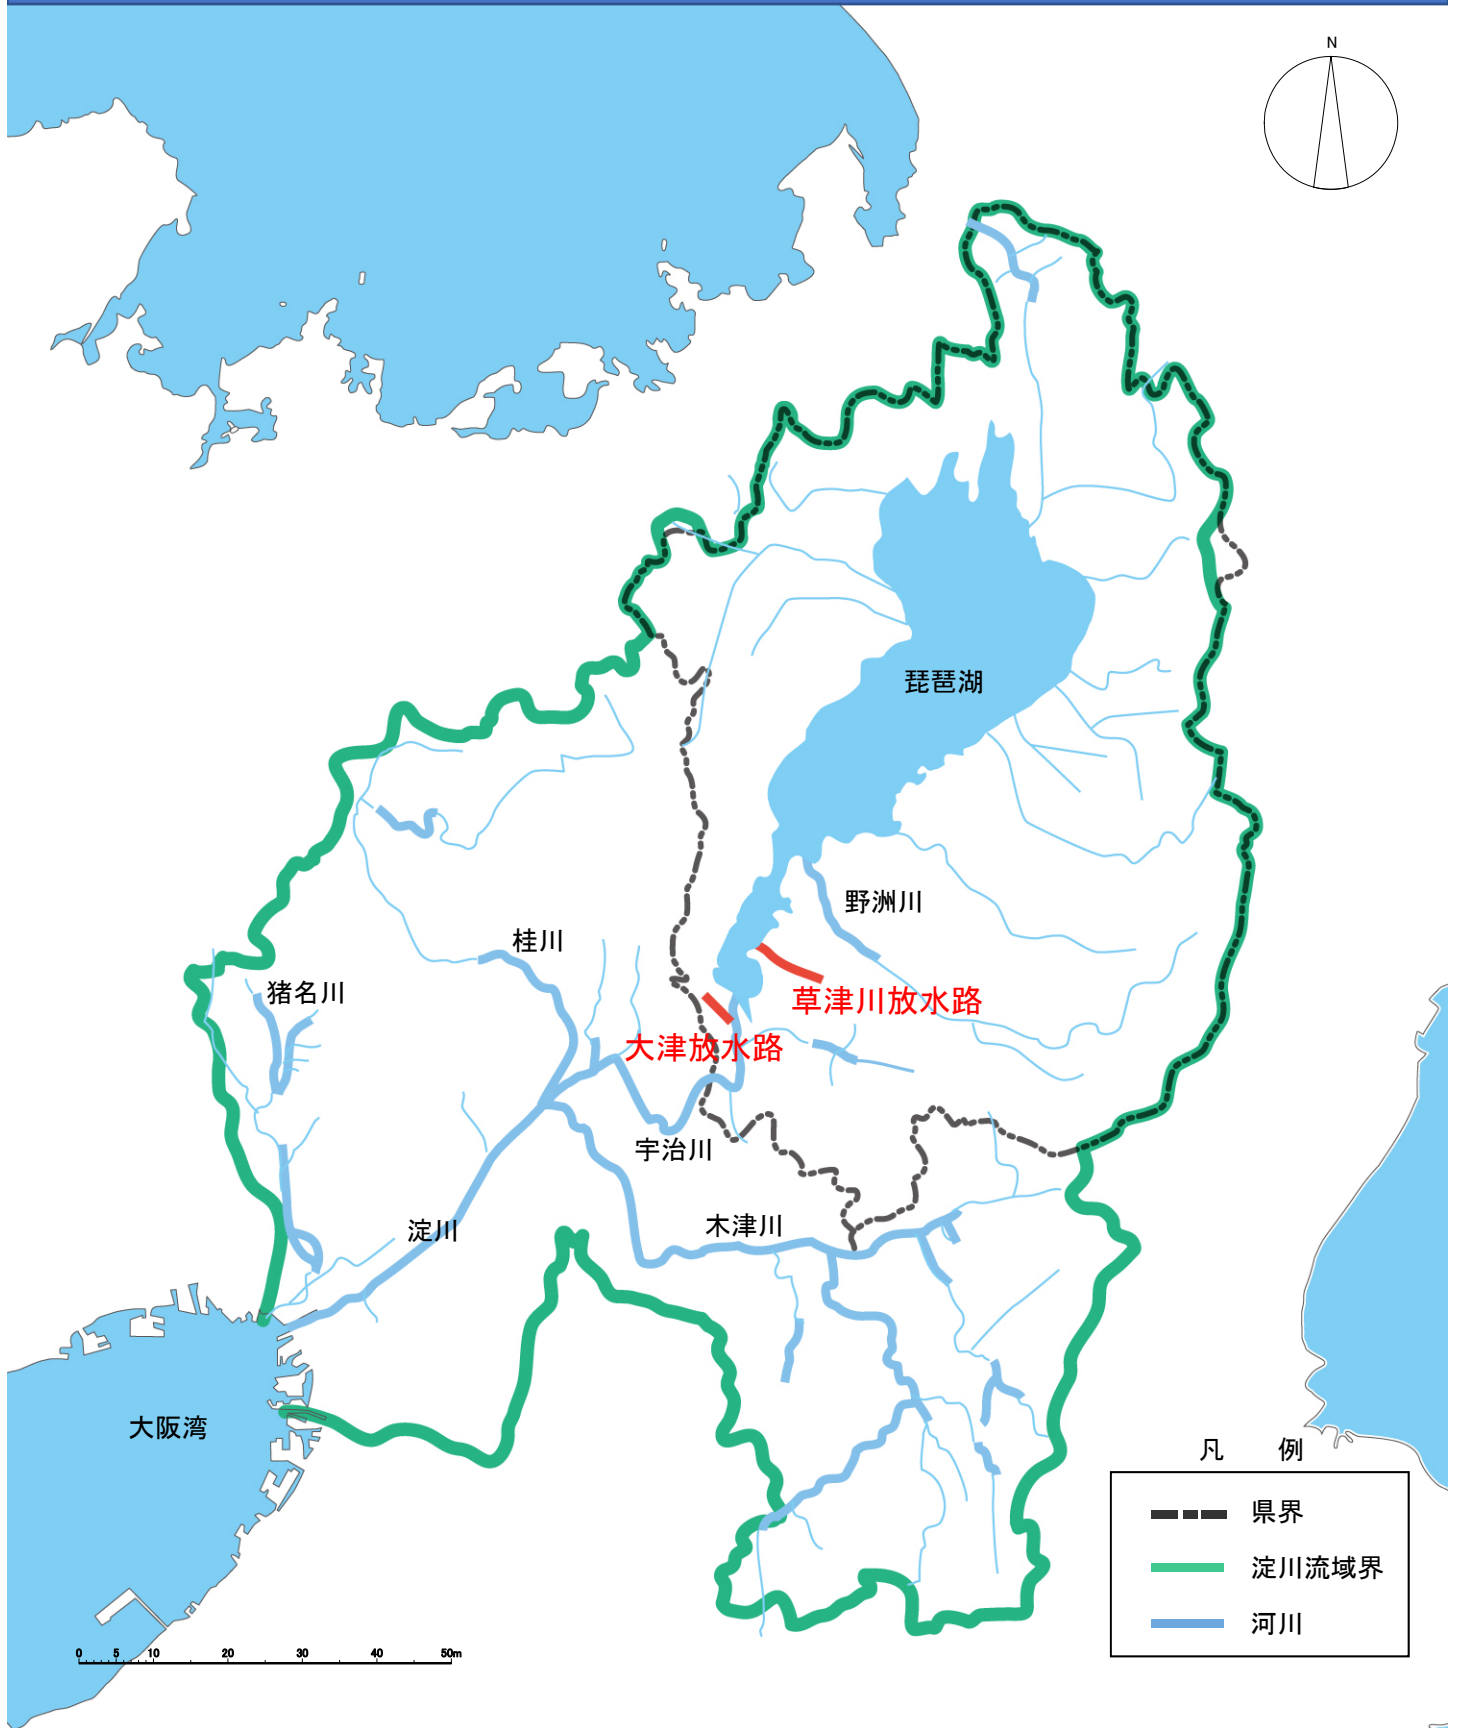 N
琵琶湖
野洲川
桂川
猪名川
草津川放水路
大津放水路
宇治川
淀川
木津川
大阪湾
凡 例
県界
淀川流域界
河川
0 5 10 20 30 40 50m